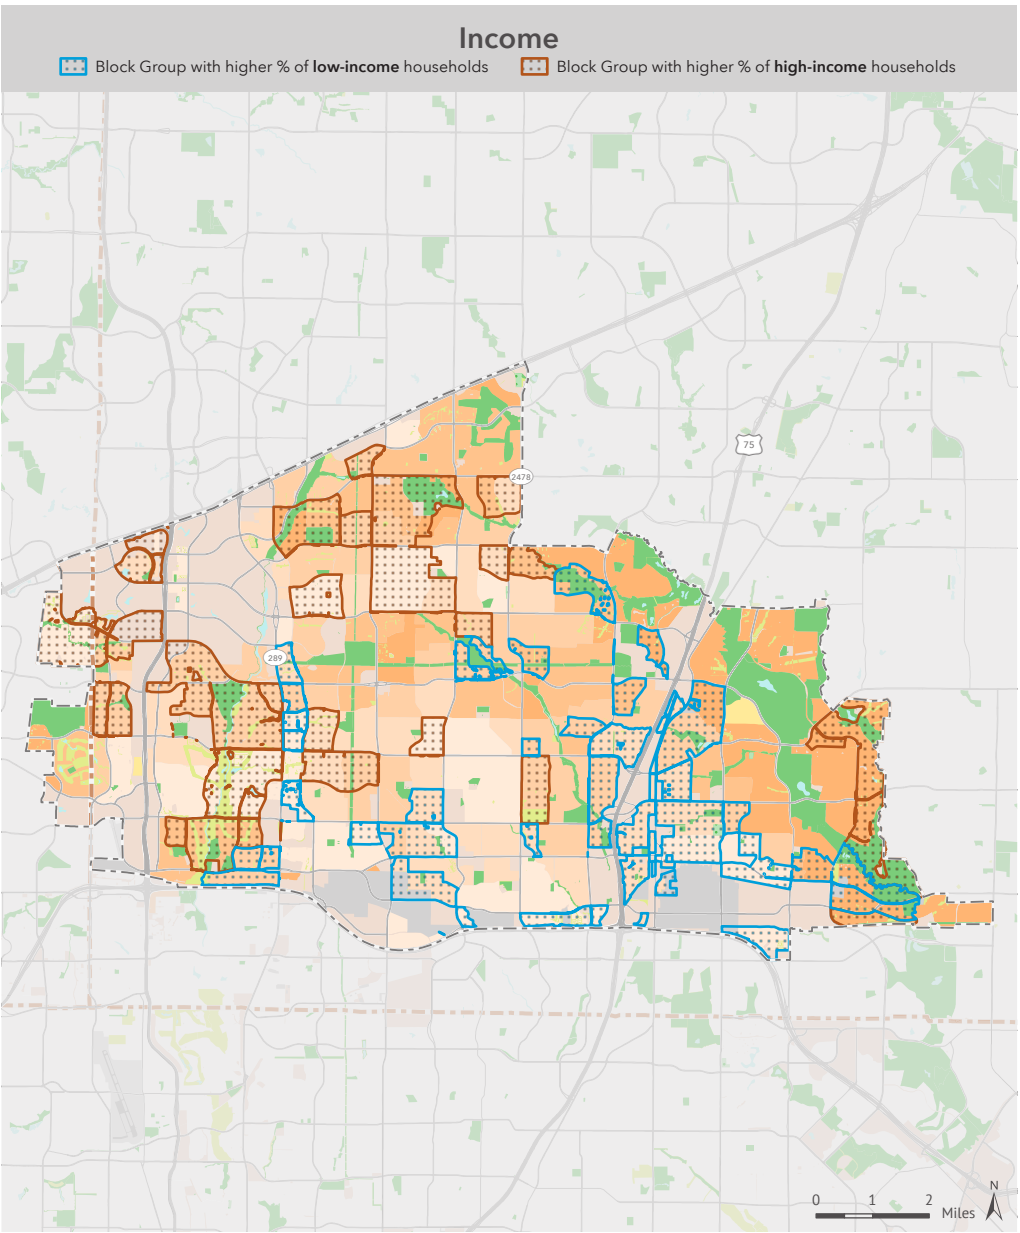 Income
Block Group with higher % of low-income households
Block Group with higher % of high-income households
75
2478
289
N
0 1 2
Miles